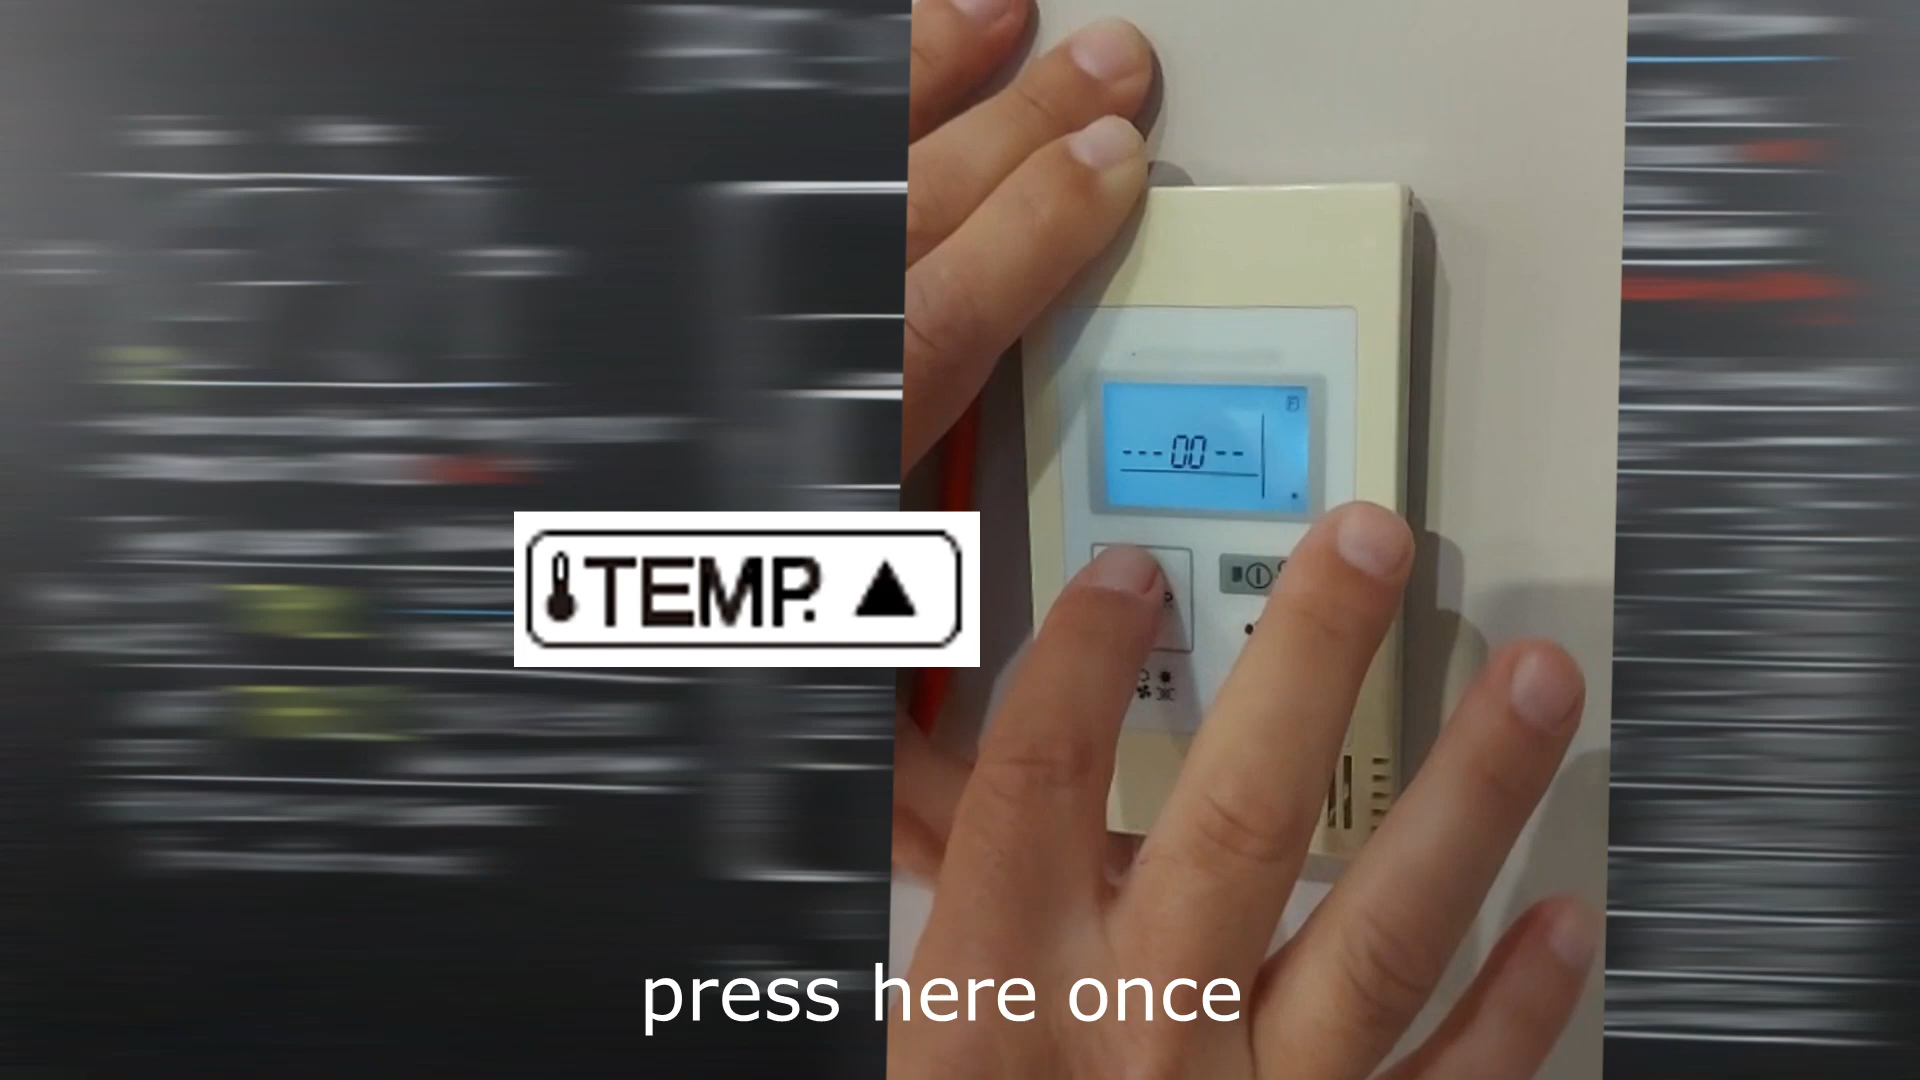 ---00--
TEMP. ▲
press here once